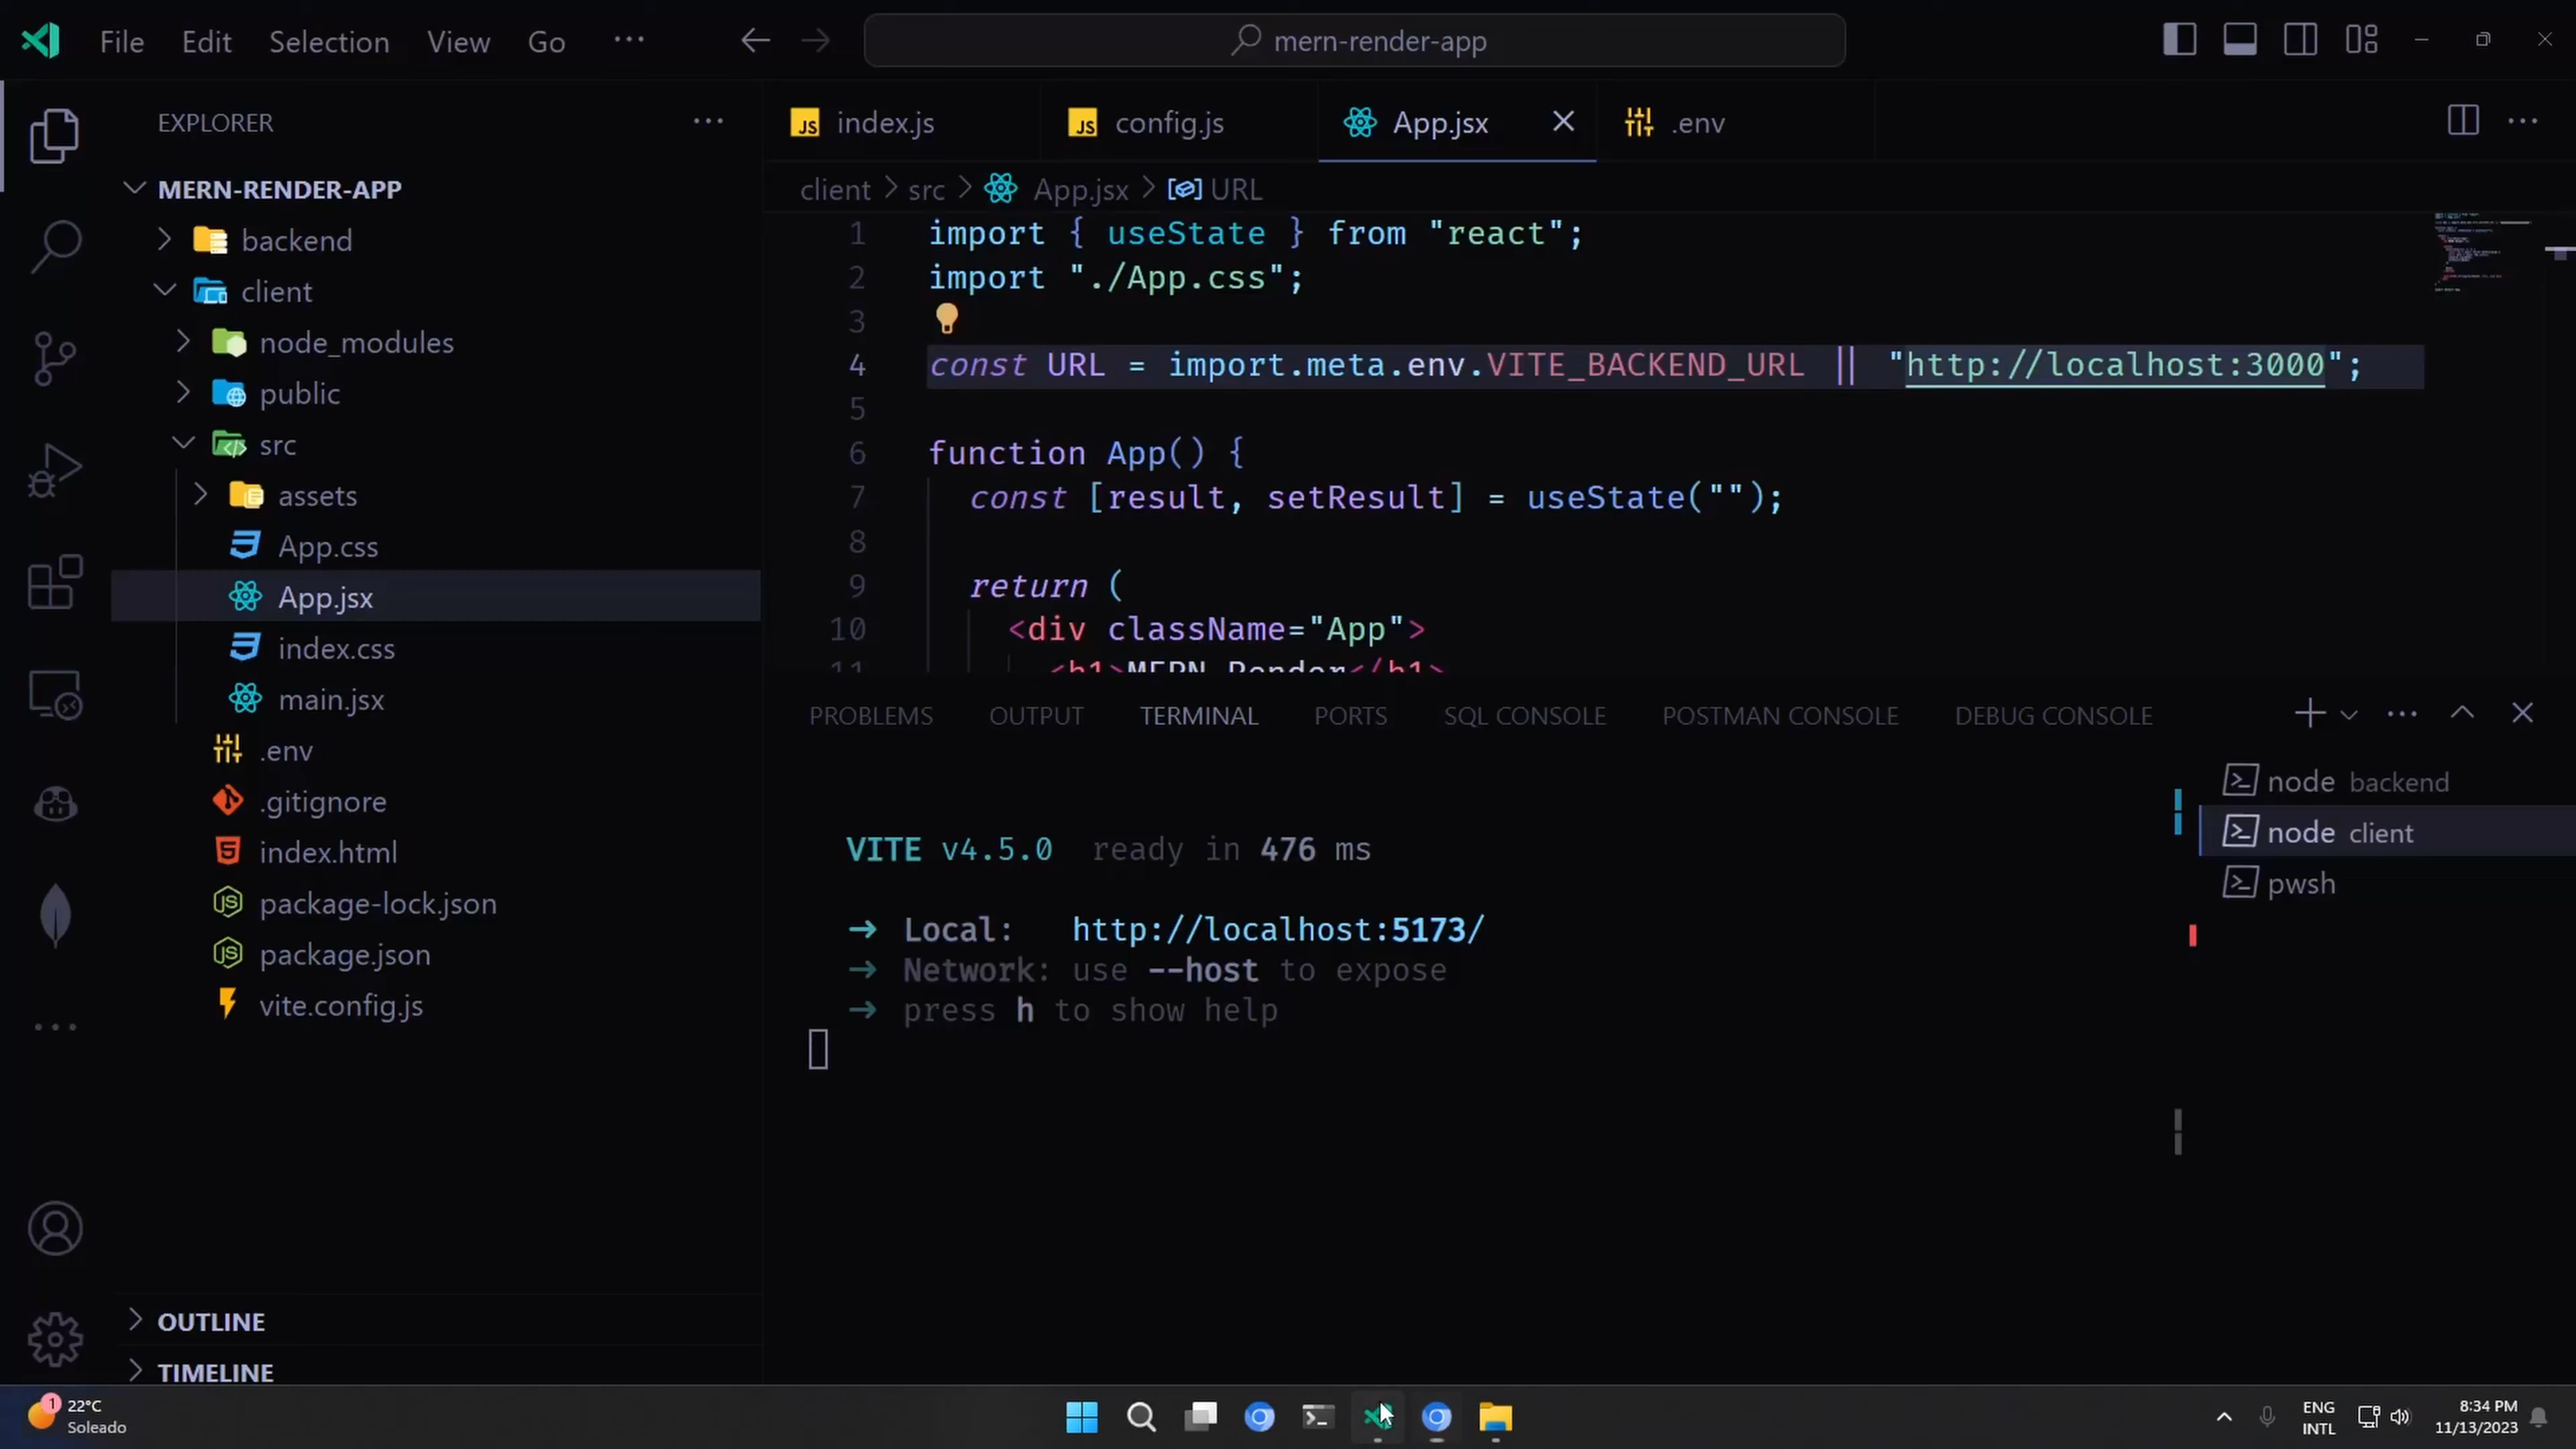 File Edit Selection View Go ···
mern-render-app
EXPLORER
MERN-RENDER-APP
backend
client
node_modules
public
src
assets
App.css
App.jsx
index.css
main.jsx
.env
.gitignore
index.html
package-lock.json
package.json
vite.config.js
OUTLINE
TIMELINE
index.js
config.js
App.jsx
.env
client > src > App.jsx > URL
1 import { useState } from "react";
2 import "./App.css";
3
4 const URL = import.meta.env.VITE_BACKEND_URL || "http://localhost:3000";
5
6 function App() {
7 const [result, setResult] = useState("");
8
9 return (
10 <div className="App">
11 <h1>MERN Render</h1>
PROBLEMS OUTPUT TERMINAL PORTS SQL CONSOLE POSTMAN CONSOLE DEBUG CONSOLE
VITE v4.5.0 ready in 476 ms
➜ Local: http://localhost:5173/
➜ Network: use --host to expose
➜ press h to show help
node backend
node client
pwsh
1
22°C
Soleado
ENG
INTL
8:34 PM
11/13/2023